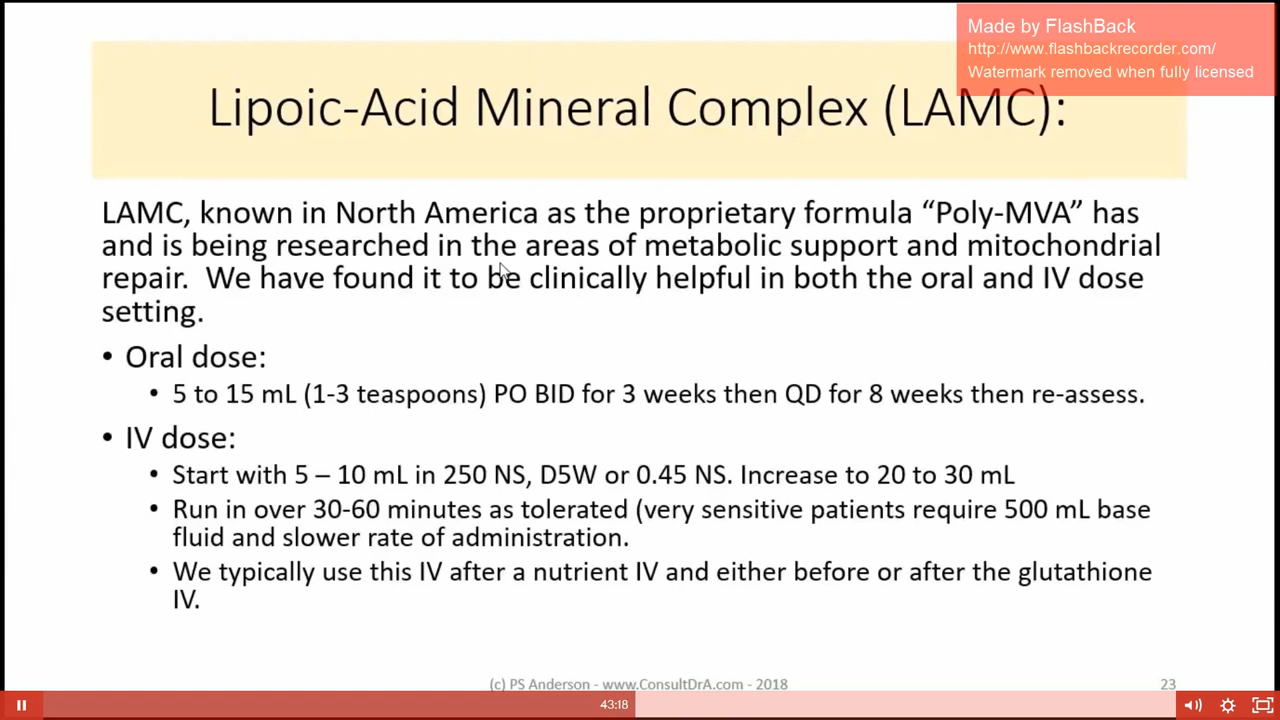 Made by FlashBack
http://www.flashbackrecorder.com/
Watermark removed when fully licensed
Lipoic-Acid Mineral Complex (LAMC):
LAMC, known in North America as the proprietary formula “Poly-MVA” has
and is being researched in the areas of metabolic support and mitochondrial
repair. We have found it to be clinically helpful in both the oral and IV dose
setting.
• Oral dose:
• 5 to 15 mL (1-3 teaspoons) PO BID for 3 weeks then QD for 8 weeks then re-assess.
• IV dose:
• Start with 5 – 10 mL in 250 NS, D5W or 0.45 NS. Increase to 20 to 30 mL
• Run in over 30-60 minutes as tolerated (very sensitive patients require 500 mL base
fluid and slower rate of administration.
• We typically use this IV after a nutrient IV and either before or after the glutathione
IV.
(c) PS Anderson - www.ConsultDrA.com - 2018
23
43:18